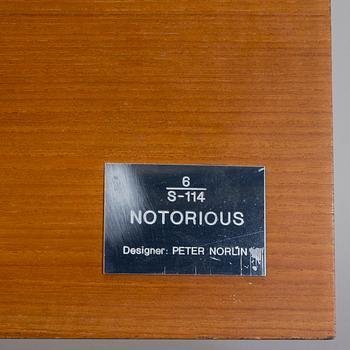 6
S-114
NOTORIOUS
Designer: PETER NORLIN